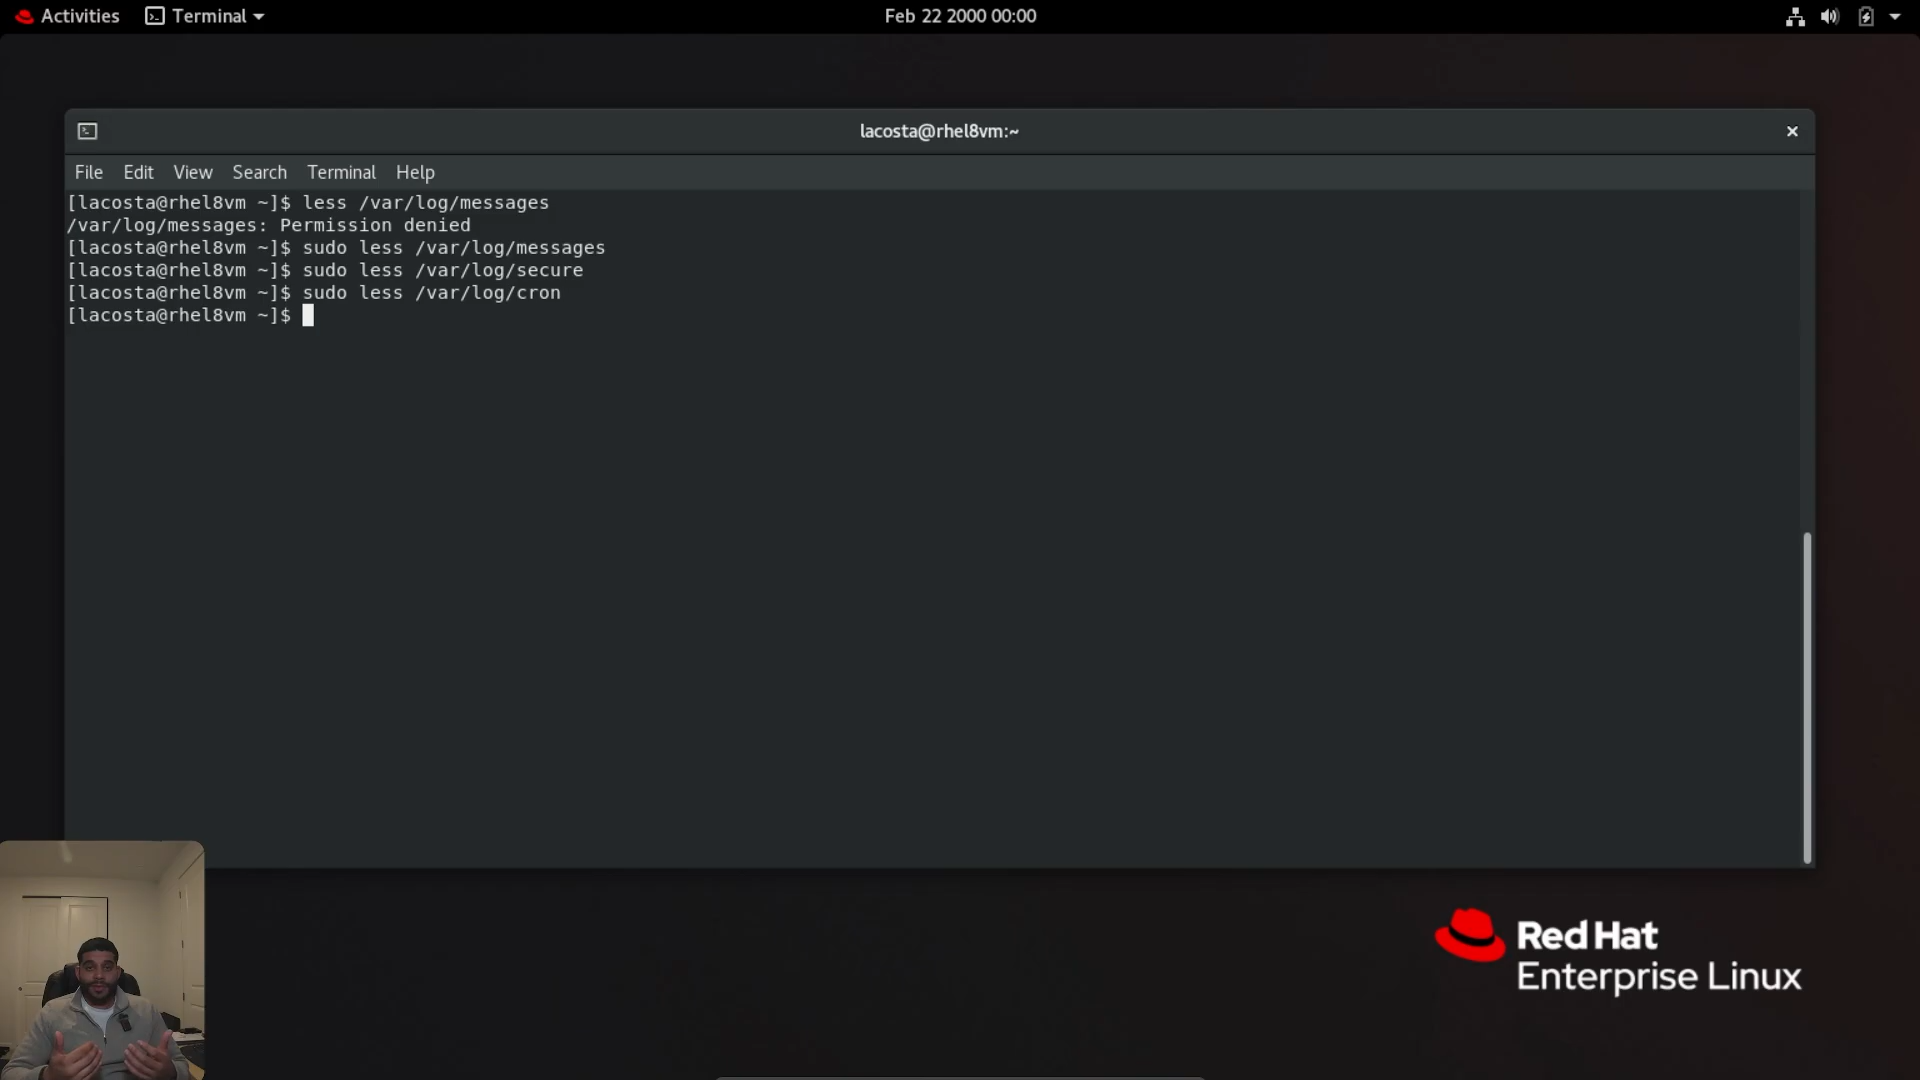 Activities
Terminal
Feb 22 2000 00:00
lacosta@rhel8vm:~
File Edit View Search Terminal Help
[lacosta@rhel8vm ~]$ less /var/log/messages
/var/log/messages: Permission denied
[lacosta@rhel8vm ~]$ sudo less /var/log/messages
[lacosta@rhel8vm ~]$ sudo less /var/log/secure
[lacosta@rhel8vm ~]$ sudo less /var/log/cron
[lacosta@rhel8vm ~]$
Red Hat
Enterprise Linux